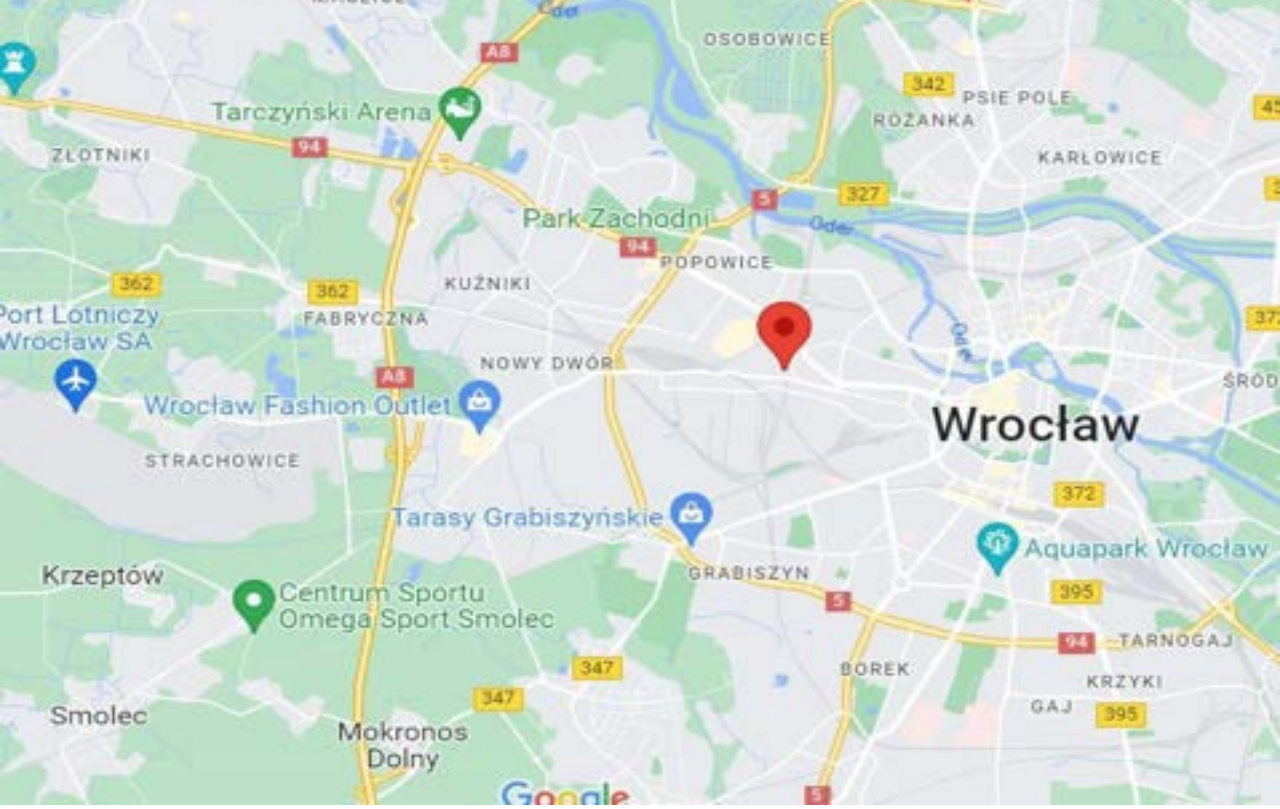 Oder
A8
OSOBOWICE
342
PSIE POLE
Tarczyński Arena
RÓŻANKA
94
ZŁOTNIKI
KARŁOWICE
5
327
Park Zachodni
Oder
94
POPOWICE
362
362
KUŹNIKI
Port Lotniczy
Wrocław SA
FABRYCZNA
Oder
NOWY DWÓR
A8
Wrocław Fashion Outlet
Wrocław
STRACHOWICE
372
Tarasy Grabiszyńskie
Aquapark Wrocław
Krzeptów
GRABISZYN
Centrum Sportu
Omega Sport Smolec
395
5
94
TARNOGAJ
347
BOREK
347
KRZYKI
GAJ
395
Smolec
Mokronos
Dolny
5
Google